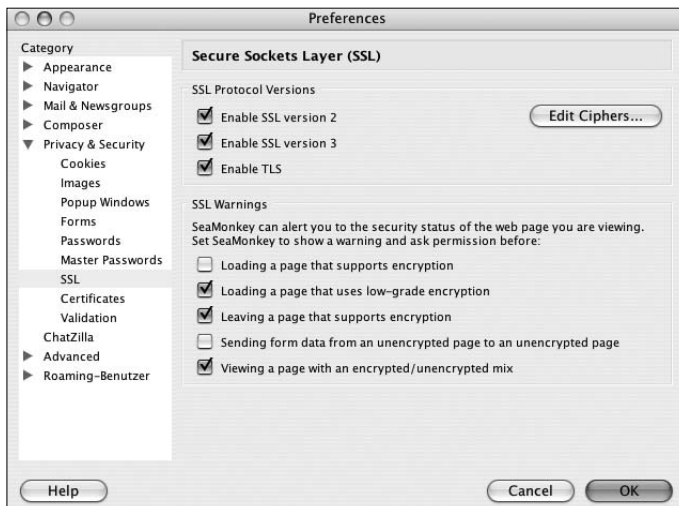 Preferences
Category
Appearance
Navigator
Mail & Newsgroups
Composer
Privacy & Security
Cookies
Images
Popup Windows
Forms
Passwords
Master Passwords
SSL
Certificates
Validation
ChatZilla
Advanced
Roaming-Benutzer
Secure Sockets Layer (SSL)
SSL Protocol Versions
Enable SSL version 2
Edit Ciphers...
Enable SSL version 3
Enable TLS
SSL Warnings
SeaMonkey can alert you to the security status of the web page you are viewing.
Set SeaMonkey to show a warning and ask permission before:
Loading a page that supports encryption
Loading a page that uses low-grade encryption
Leaving a page that supports encryption
Sending form data from an unencrypted page to an unencrypted page
Viewing a page with an encrypted/unencrypted mix
Help
Cancel
OK